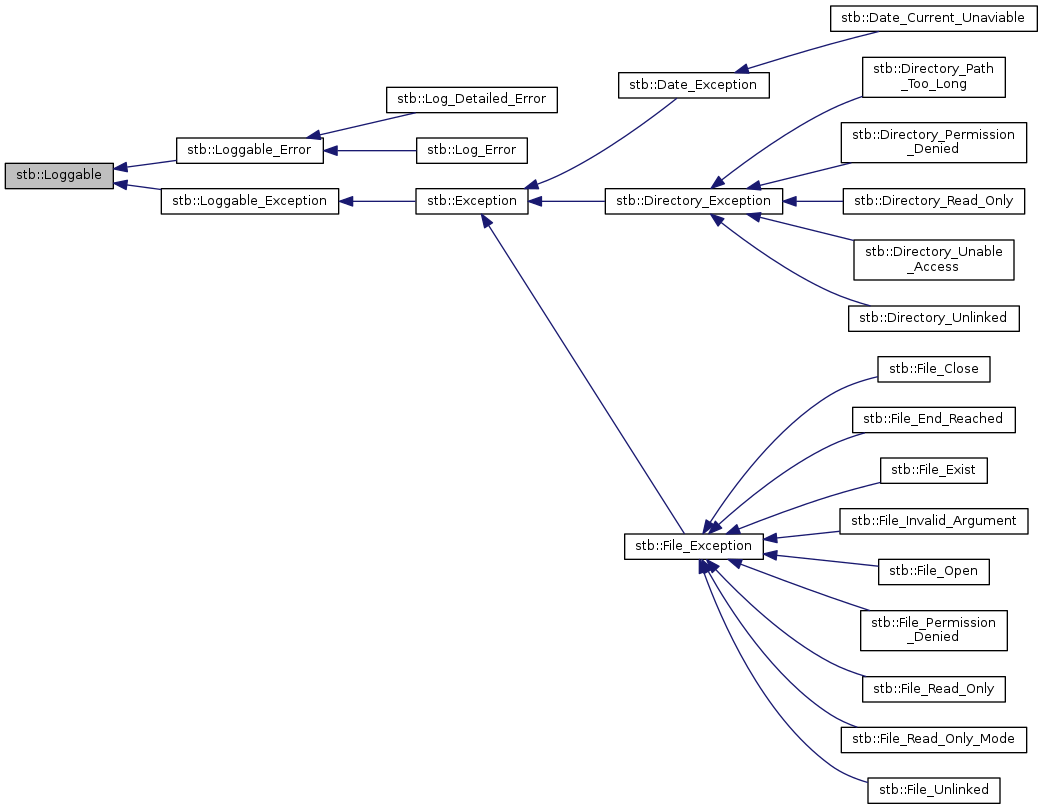 stb::Date_Current_Unaviable
stb::Directory_Path
_Too_Long
stb::Date_Exception
stb::Log_Detailed_Error
stb::Directory_Permission
_Denied
stb::Loggable_Error
stb::Log_Error
stb::Loggable
stb::Loggable_Exception
stb::Exception
stb::Directory_Exception
stb::Directory_Read_Only
stb::Directory_Unable
_Access
stb::Directory_Unlinked
stb::File_Close
stb::File_End_Reached
stb::File_Exist
stb::File_Invalid_Argument
stb::File_Exception
stb::File_Open
stb::File_Permission
_Denied
stb::File_Read_Only
stb::File_Read_Only_Mode
stb::File_Unlinked